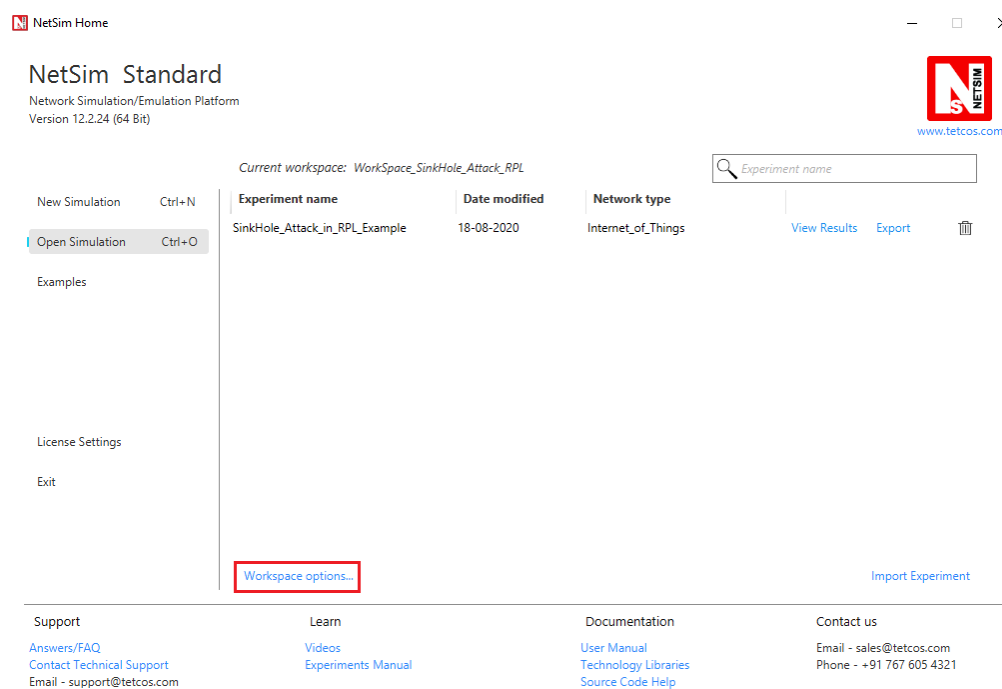 NetSim Home
NetSim Standard
Network Simulation/Emulation Platform
Version 12.2.24 (64 Bit)
NETSIM
N
S
www.tetcos.com
Current workspace: WorkSpace_SinkHole_Attack_RPL
Experiment name
New Simulation Ctrl+N
Open Simulation Ctrl+O
Examples
License Settings
Exit
Experiment name Date modified Network type
SinkHole_Attack_in_RPL_Example 18-08-2020 Internet_of_Things View Results Export
Workspace options...
Import Experiment
Support
Answers/FAQ
Contact Technical Support
Email - support@tetcos.com
Learn
Videos
Experiments Manual
Documentation
User Manual
Technology Libraries
Source Code Help
Contact us
Email - sales@tetcos.com
Phone - +91 767 605 4321